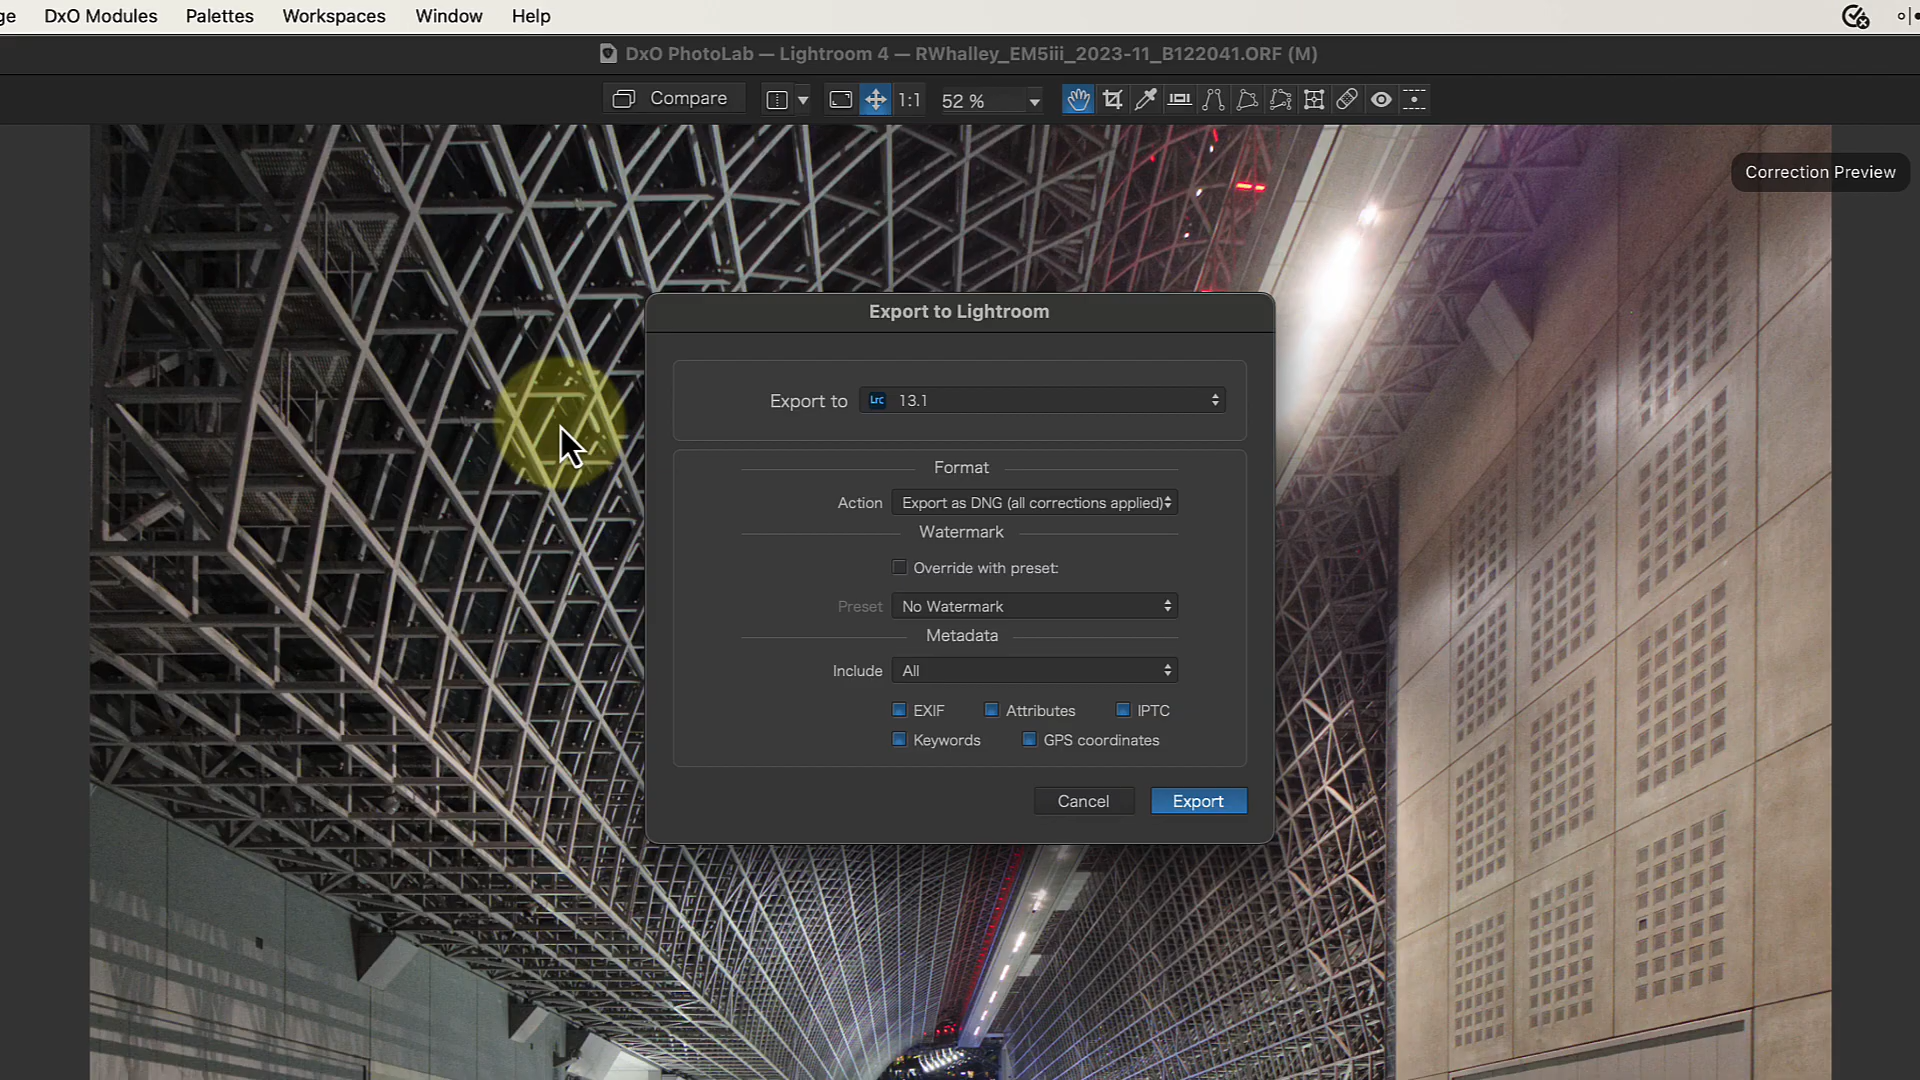 DxO Modules Palettes Workspaces Window Help
DxO PhotoLab — Lightroom 4 — RWhalley_EM5iii_2023-11_B122041.ORF (M)
Compare 1:1 52 %
Correction Preview
Export to Lightroom
Export to Lrc 13.1
Format
Action Export as DNG (all corrections applied)
Watermark
Override with preset:
Preset No Watermark
Metadata
Include All
EXIF Attributes IPTC
Keywords GPS coordinates
Cancel Export